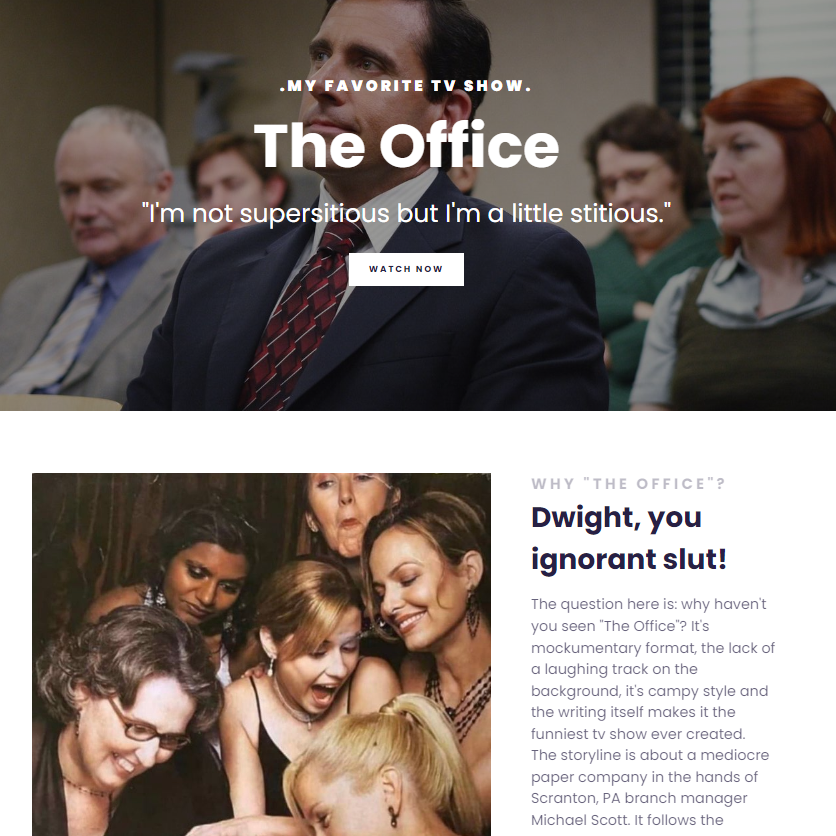 .MY FAVORITE TV SHOW.
The Office
"I'm not supersitious but I'm a little stitious."
WATCH NOW
WHY "THE OFFICE"?
Dwight, you
ignorant slut!
The question here is: why haven't
you seen "The Office"? It's
mockumentary format, the lack of
a laughing track on the
background, it's campy style and
the writing itself makes it the
funniest tv show ever created.
The storyline is about a mediocre
paper company in the hands of
Scranton, PA branch manager
Michael Scott. It follows the